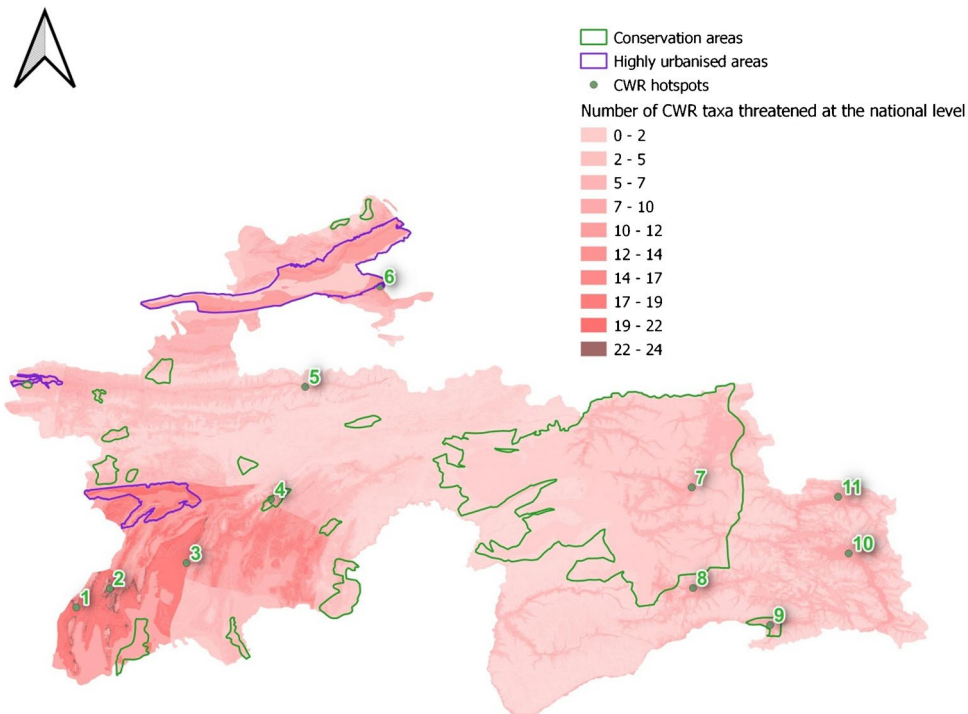 Conservation areas
Highly urbanised areas
CWR hotspots
Number of CWR taxa threatened at the national level
0 - 2
2 - 5
5 - 7
7 - 10
10 - 12
12 - 14
14 - 17
17 - 19
19 - 22
22 - 24
6
5
7
11
4
10
3
8
2
1
9